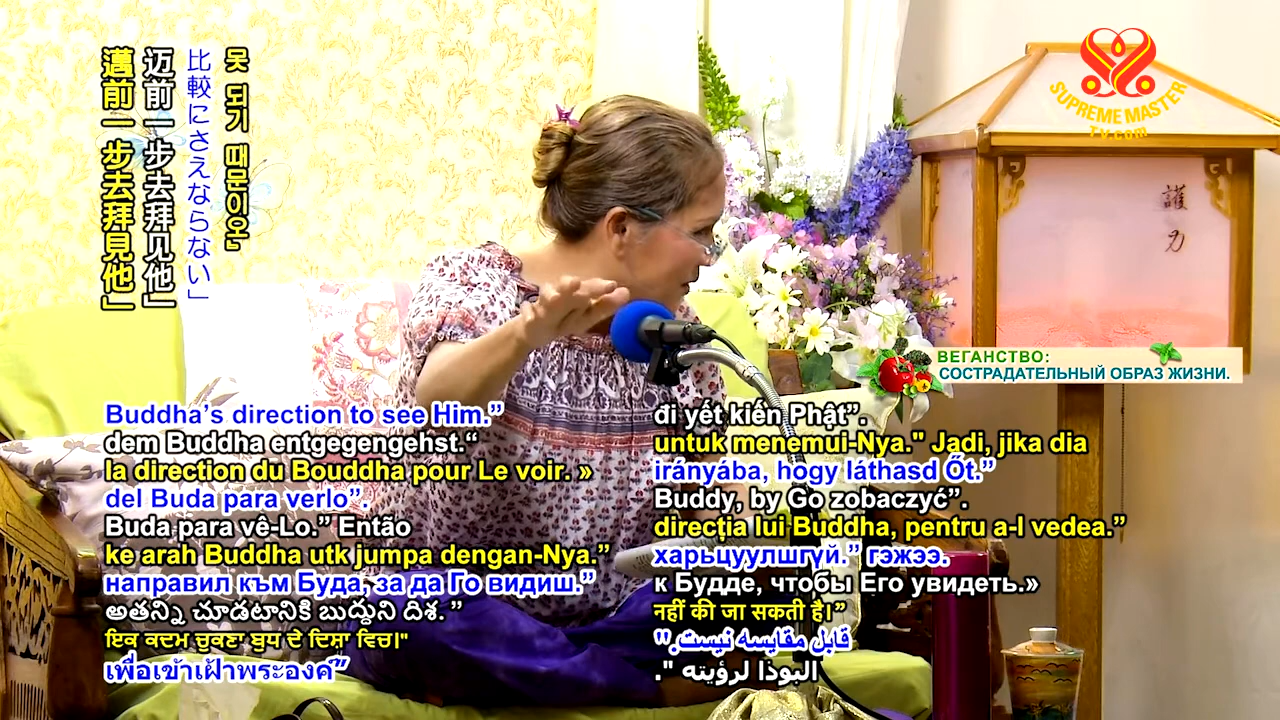 못 되기 때문이오』
比較にさえならない」
迈前一步去拜见他」
邁前一步去拜見他」
SUPREME MASTER
TV.com
護力
ВЕГАНСТВО:
СОСТРАДАТЕЛЬНЫЙ ОБРАЗ ЖИЗНИ.
Buddha’s direction to see Him.”
dem Buddha entgegengehst.“
la direction du Bouddha pour Le voir. »
del Buda para verlo”.
Buda para vê-Lo.” Então
ke arah Buddha utk jumpa dengan-Nya.”
направил към Буда, за да Го видиш.”
అతన్ని చూడటానికి బుద్ధుని దిశ. ”
ਇਕ ਕਦਮ ਚੁਕਣਾ ਬੁਧ ਦੇ ਦਿਸ਼ਾ ਵਿਚ।"
เพื่อเข้าเฝ้าพระองค์”
đi yết kiến Phật”.
untuk menemui-Nya." Jadi, jika dia
irányába, hogy láthasd Őt.”
Buddy, by Go zobaczyć”.
direcția lui Buddha, pentru a-l vedea.”
харьцуулшгүй.” гэжээ.
к Будде, чтобы Его увидеть.»
नहीं की जा सकती है।”
قابل مقایسه نیست."
البوذا لرؤيته ".